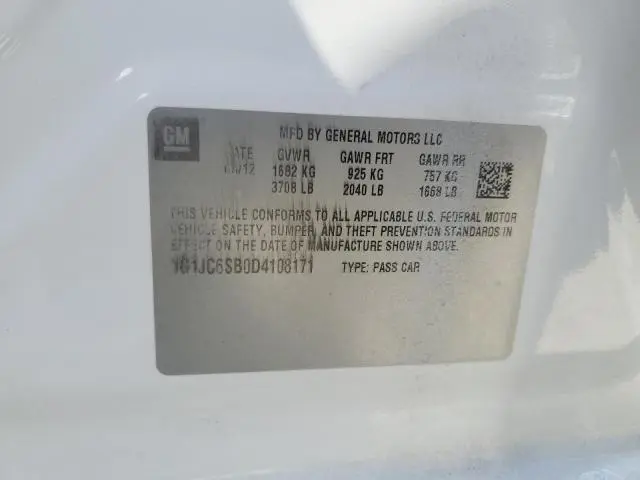 GM
MFD BY GENERAL MOTORS LLC
DATE GVWR GAWR FRT GAWR RR
1682 KG 925 KG 757 KG
3708 LB 2040 LB 1668 LB
THIS VEHICLE CONFORMS TO ALL APPLICABLE U.S. FEDERAL MOTOR
VEHICLE SAFETY, BUMPER, AND THEFT PREVENTION STANDARDS IN
EFFECT ON THE DATE OF MANUFACTURE SHOWN ABOVE.
1G1JC6SB0D4108171 TYPE: PASS CAR